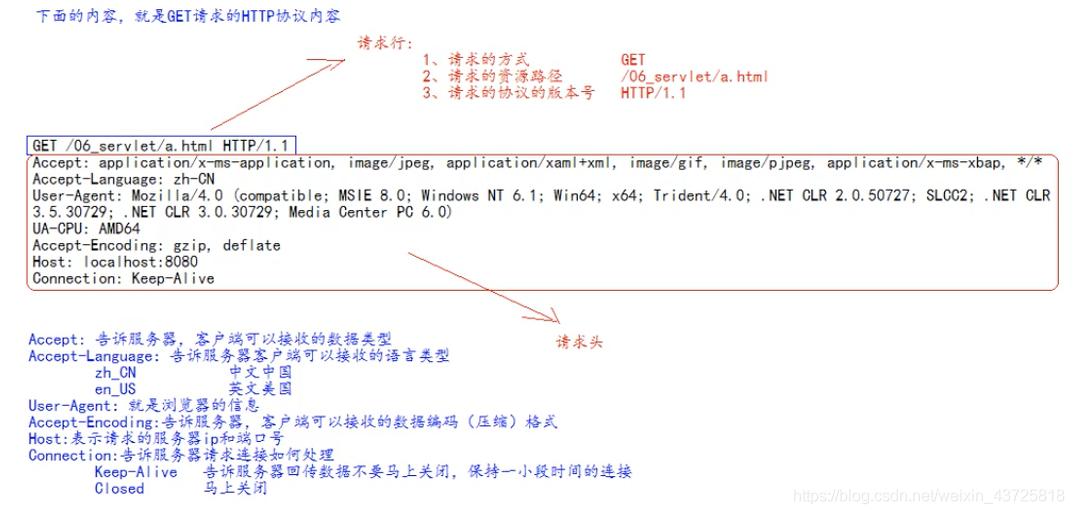 下面的内容，就是GET请求的HTTP协议内容
请求行：
1、请求的方式 GET
2、请求的资源路径 /06_servlet/a.html
3、请求的协议的版本号 HTTP/1.1
GET /06_servlet/a.html HTTP/1.1
Accept: application/x-ms-application, image/jpeg, application/xaml+xml, image/gif, image/pjpeg, application/x-ms-xbap, */*
Accept-Language: zh-CN
User-Agent: Mozilla/4.0 (compatible; MSIE 8.0; Windows NT 6.1; Win64; x64; Trident/4.0; .NET CLR 2.0.50727; SLCC2; .NET CLR
3.5.30729; .NET CLR 3.0.30729; Media Center PC 6.0)
UA-CPU: AMD64
Accept-Encoding: gzip, deflate
Host: localhost:8080
Connection: Keep-Alive
请求头
Accept: 告诉服务器，客户端可以接收的数据类型
Accept-Language: 告诉服务器客户端可以接收的语言类型
zh_CN 中文中国
en_US 英文美国
User-Agent: 就是浏览器的信息
Accept-Encoding:告诉服务器，客户端可以接收的数据编码（压缩）格式
Host:表示请求的服务器ip和端口号
Connection:告诉服务器请求连接如何处理
Keep-Alive 告诉服务器回传数据不要马上关闭，保持一小段时间的连接
Closed 马上关闭
https://blog.csdn.net/weixin_43725818